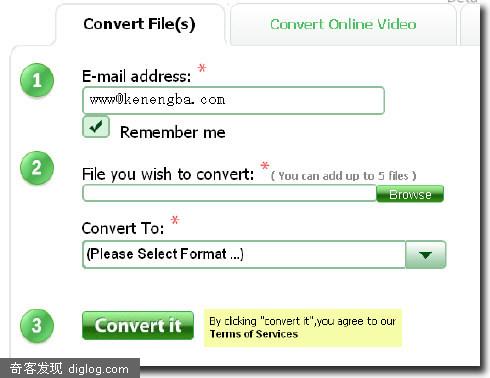 Beta
Convert File(s)
Convert Online Video
1
E-mail address: *
www@kenengba.com
Remember me
2
File you wish to convert: * ( You can add up to 5 files )
Browse
Convert To: *
(Please Select Format ...)
3
Convert it
By clicking "convert it",you agree to our
Terms of Services
奇客发现 diglog.com